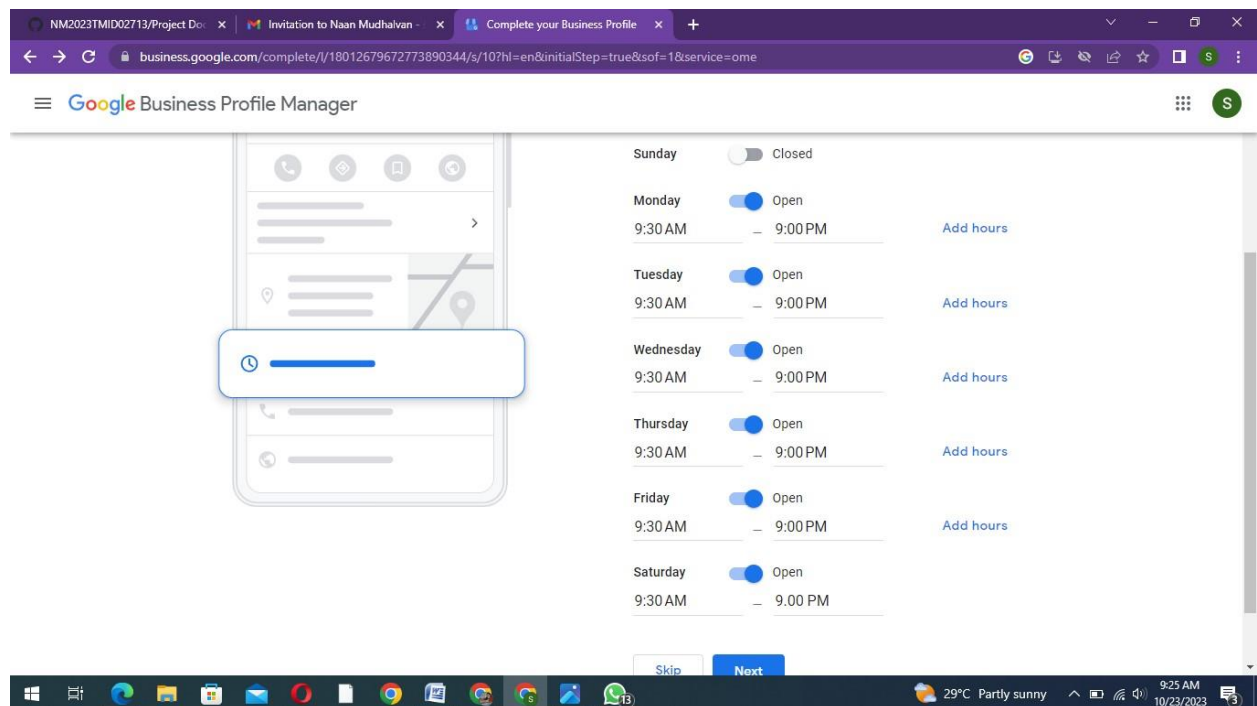 NM2023TMID02713/Project Doc
Invitation to Naan Mudhalvan -
Complete your Business Profile
business.google.com/complete/l/18012679672773890344/s/10?hl=en&initialStep=true&sof=1&service=ome
S
Google Business Profile Manager
S
Sunday Closed
Monday Open
9:30 AM – 9:00 PM Add hours
Tuesday Open
9:30 AM – 9:00 PM Add hours
Wednesday Open
9:30 AM – 9:00 PM Add hours
Thursday Open
9:30 AM – 9:00 PM Add hours
Friday Open
9:30 AM – 9:00 PM Add hours
Saturday Open
9:30 AM – 9.00 PM
Skip Next
13
29°C Partly sunny
9:25 AM
10/23/2023
3